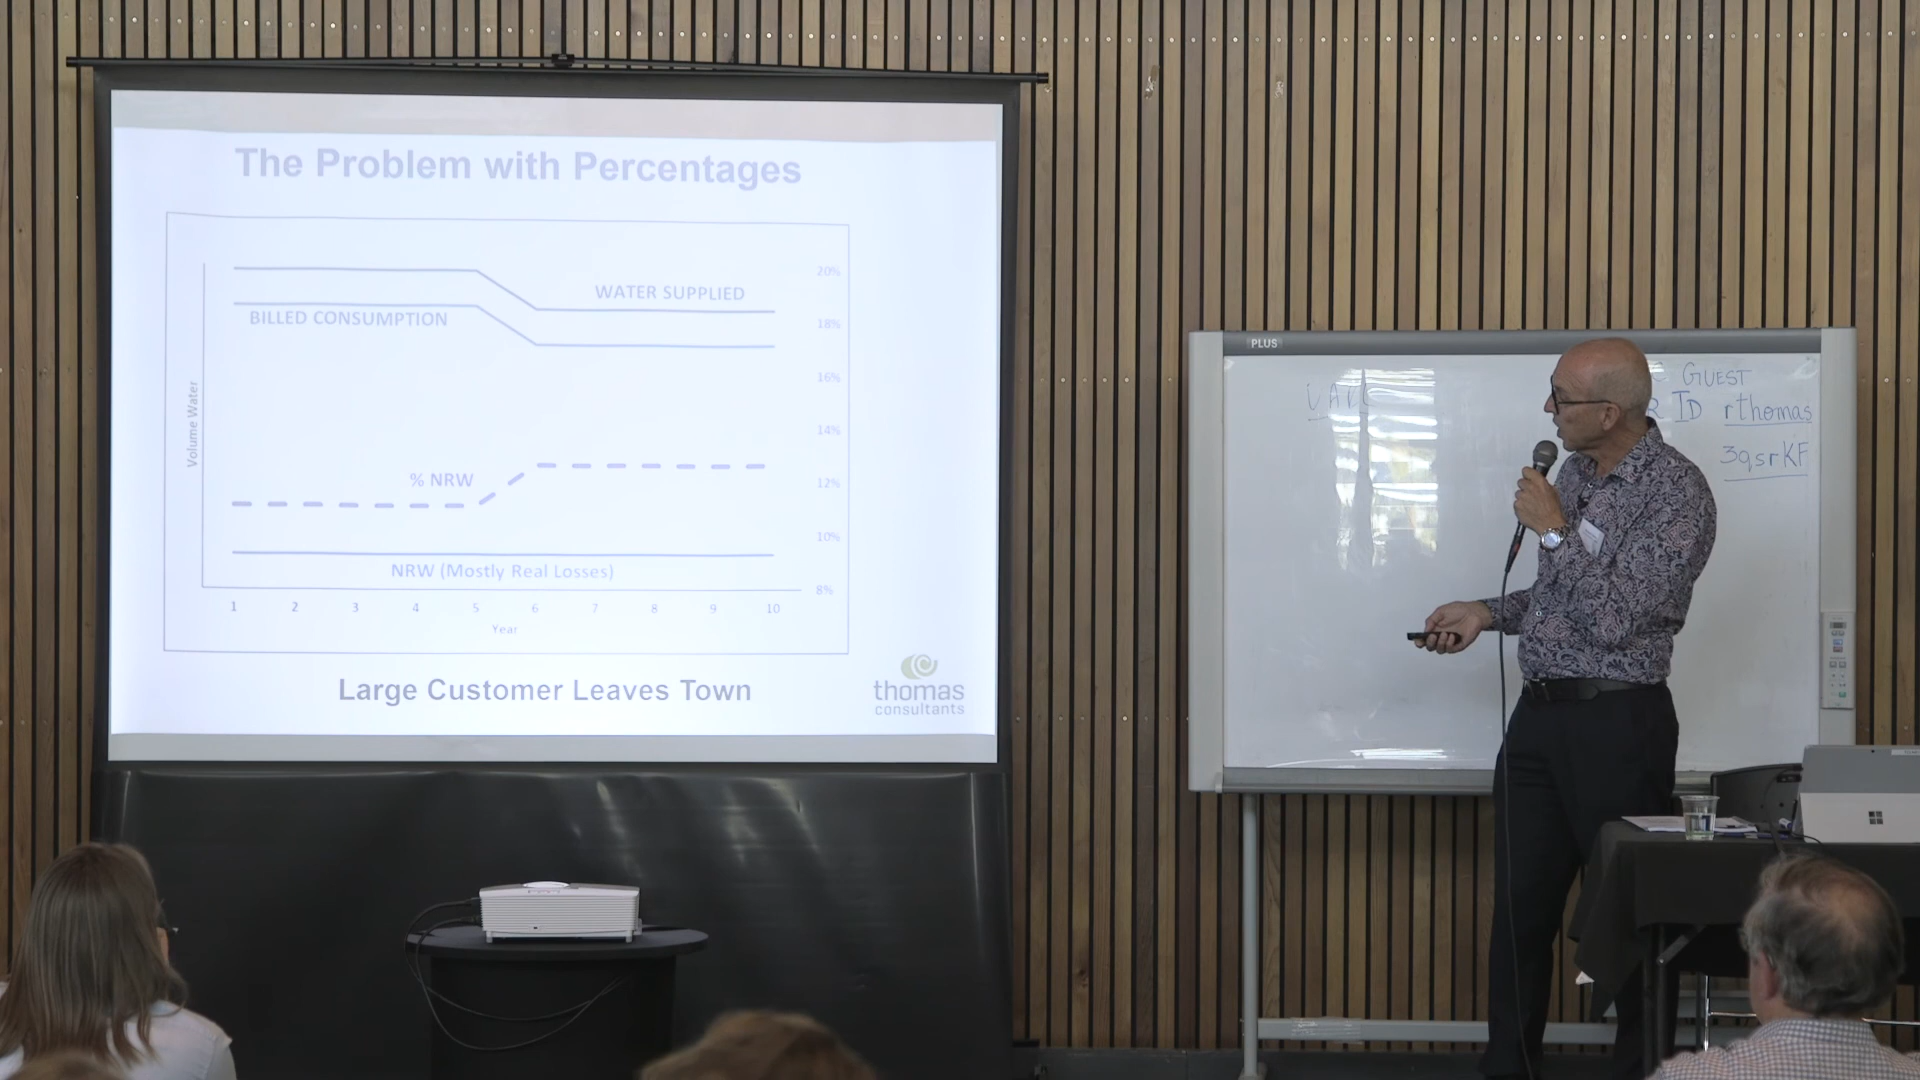 The Problem with Percentages
20%
WATER SUPPLIED
BILLED CONSUMPTION
18%
16%
Volume Water
14%
% NRW
12%
10%
NRW (Mostly Real Losses)
8%
1 2 3 4 5 6 7 8 9 10
Year
Large Customer Leaves Town
thomas
consultants
PLUS
GUEST
ID rthomas
3qsrKF